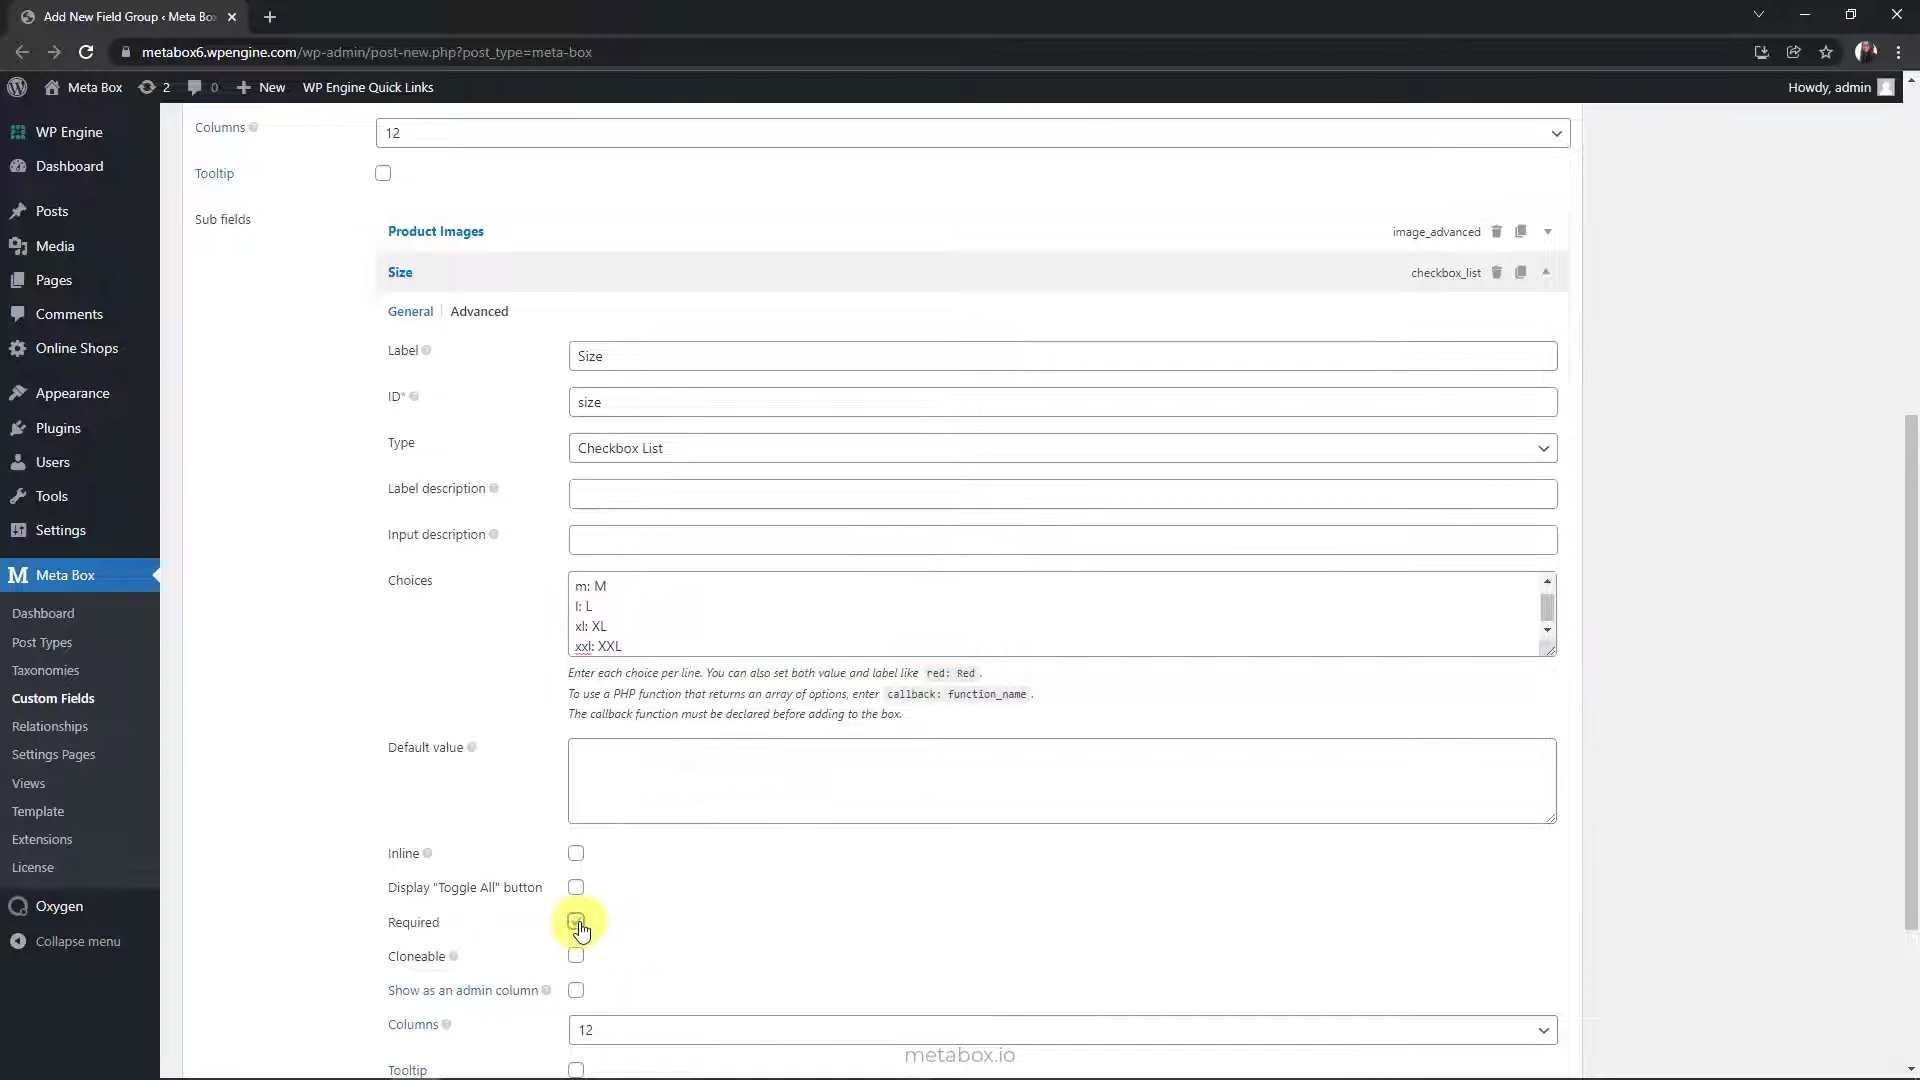 Add New Field Group ‹ Meta Bo
metabox6.wpengine.com/wp-admin/post-new.php?post_type=meta-box
Meta Box 2 0 New WP Engine Quick Links Howdy, admin
WP Engine
Dashboard
Posts
Media
Pages
Comments
Online Shops
Appearance
Plugins
Users
Tools
Settings
Meta Box
Dashboard
Post Types
Taxonomies
Custom Fields
Relationships
Settings Pages
Views
Template
Extensions
License
Oxygen
Collapse menu
Columns 12
Tooltip
Sub fields
Product Images image_advanced
Size checkbox_list
General Advanced
Label Size
ID* size
Type Checkbox List
Label description
Input description
Choices m: M
l: L
xl: XL
xxl: XXL
Enter each choice per line. You can also set both value and label like red: Red .
To use a PHP function that returns an array of options, enter callback: function_name .
The callback function must be declared before adding to the box.
Default value
Inline
Display "Toggle All" button
Required
Cloneable
Show as an admin column
Columns 12
metabox.io
Tooltip